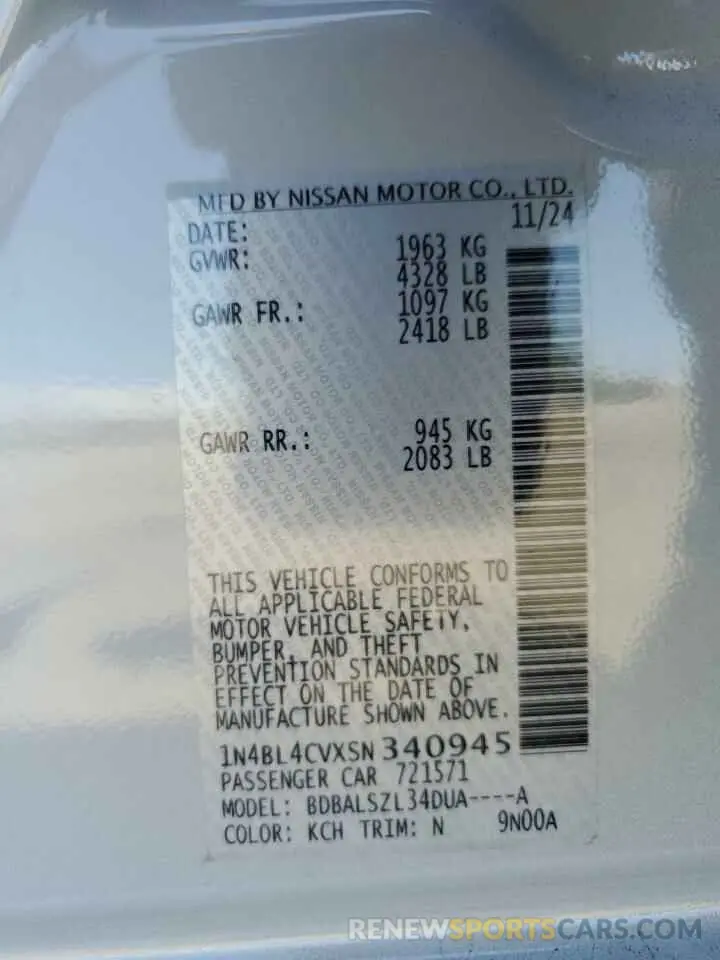 MFD BY NISSAN MOTOR CO., LTD.
DATE: 11/24
GVWR: 1963 KG
4328 LB
GAWR FR.: 1097 KG
2418 LB
GAWR RR.: 945 KG
2083 LB
THIS VEHICLE CONFORMS TO
ALL APPLICABLE FEDERAL
MOTOR VEHICLE SAFETY,
BUMPER, AND THEFT
PREVENTION STANDARDS IN
EFFECT ON THE DATE OF
MANUFACTURE SHOWN ABOVE.
1N4BL4CVXSN340945
PASSENGER CAR 721571
MODEL: BDBALSZL34DUA----A
COLOR: KCH TRIM: N 9N00A
RENEWSPORTSCARS.COM